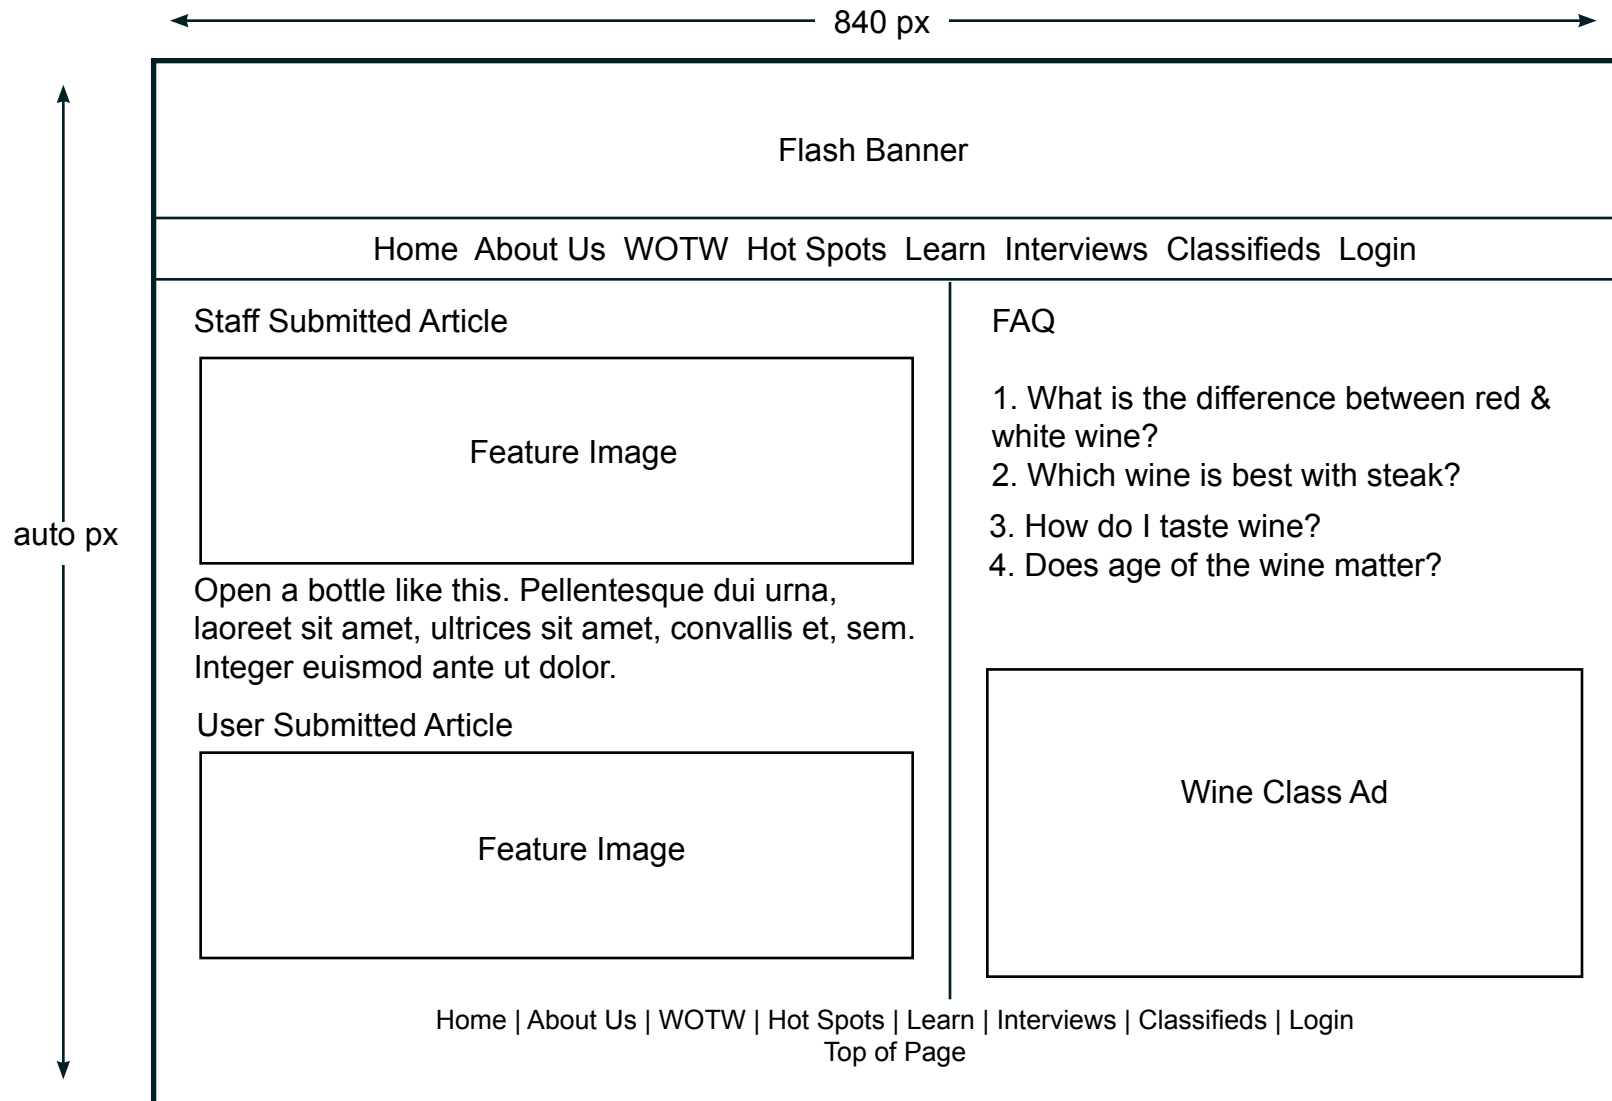 840 px
auto px
Flash Banner
Home About Us WOTW Hot Spots Learn Interviews Classifieds Login
Staff Submitted Article
Feature Image
Open a bottle like this. Pellentesque dui urna,
laoreet sit amet, ultrices sit amet, convallis et, sem.
Integer euismod ante ut dolor.
User Submitted Article
Feature Image
FAQ
1. What is the difference between red &
white wine?
2. Which wine is best with steak?
3. How do I taste wine?
4. Does age of the wine matter?
Wine Class Ad
Home | About Us | WOTW | Hot Spots | Learn | Interviews | Classifieds | Login
Top of Page